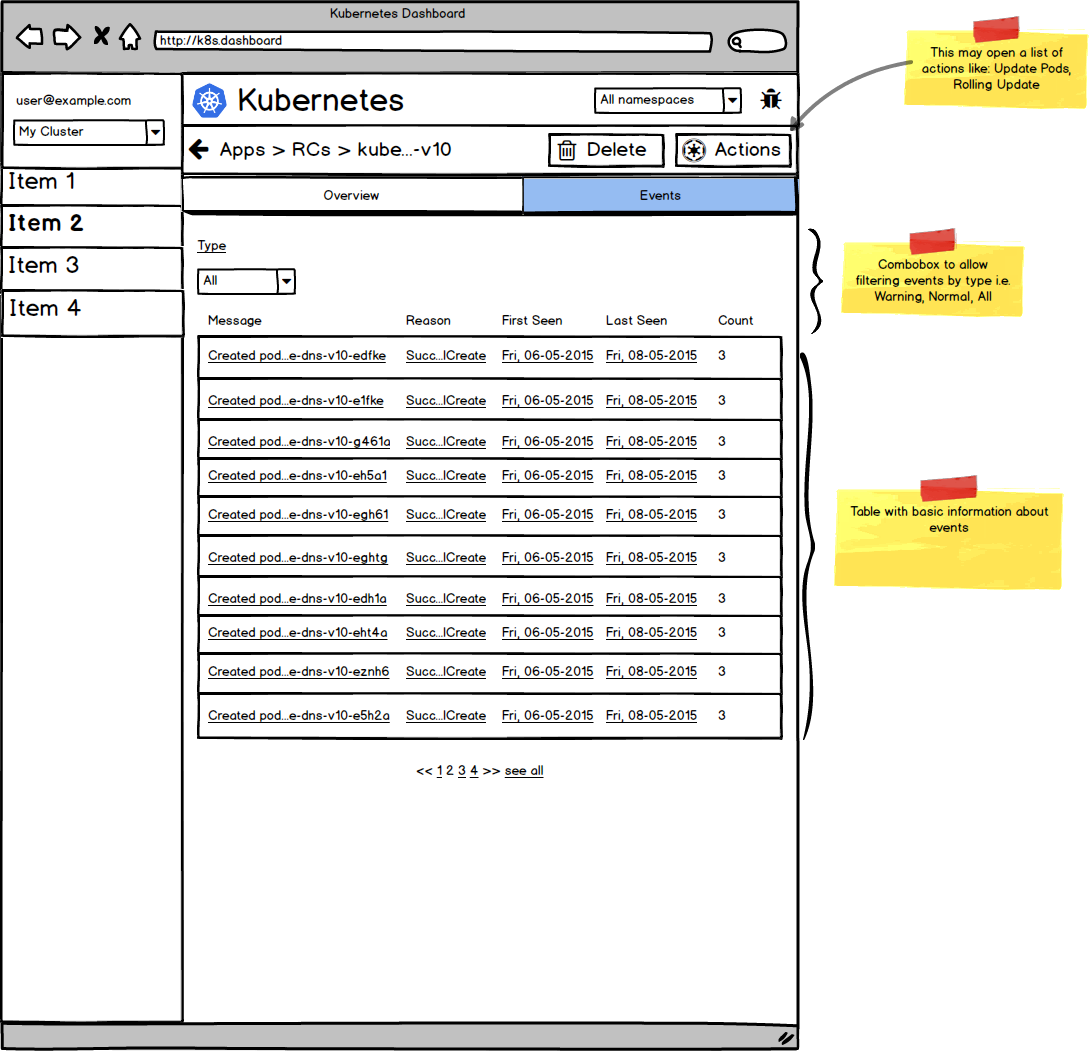 Kubernetes Dashboard
http://k8s.dashboard
This may open a list of
actions like: Update Pods,
Rolling Update
user@example.com
My Cluster
Kubernetes
All namespaces
Apps > RCs > kube...-v10
Delete
Actions
Item 1
Item 2
Item 3
Item 4
Overview
Events
Type
All
Combobox to allow
filtering events by type i.e.
Warning, Normal, All
Message Reason First Seen Last Seen Count
Created pod...e-dns-v10-edfke Succ...lCreate Fri, 06-05-2015 Fri, 08-05-2015 3
Created pod...e-dns-v10-e1fke Succ...lCreate Fri, 06-05-2015 Fri, 08-05-2015 3
Created pod...e-dns-v10-g461a Succ...lCreate Fri, 06-05-2015 Fri, 08-05-2015 3
Created pod...e-dns-v10-eh5a1 Succ...lCreate Fri, 06-05-2015 Fri, 08-05-2015 3
Created pod...e-dns-v10-egh61 Succ...lCreate Fri, 06-05-2015 Fri, 08-05-2015 3
Created pod...e-dns-v10-eghtg Succ...lCreate Fri, 06-05-2015 Fri, 08-05-2015 3
Created pod...e-dns-v10-edh1a Succ...lCreate Fri, 06-05-2015 Fri, 08-05-2015 3
Created pod...e-dns-v10-eht4a Succ...lCreate Fri, 06-05-2015 Fri, 08-05-2015 3
Created pod...e-dns-v10-eznh6 Succ...lCreate Fri, 06-05-2015 Fri, 08-05-2015 3
Created pod...e-dns-v10-e5h2a Succ...lCreate Fri, 06-05-2015 Fri, 08-05-2015 3
Table with basic information about
events
<< 1 2 3 4 >> see all